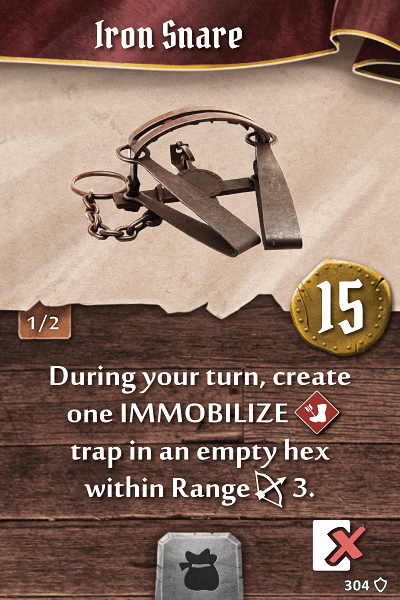 Iron Snare
15
1/2
During your turn, create
one IMMOBILIZE
trap in an empty hex
within Range 3.
304